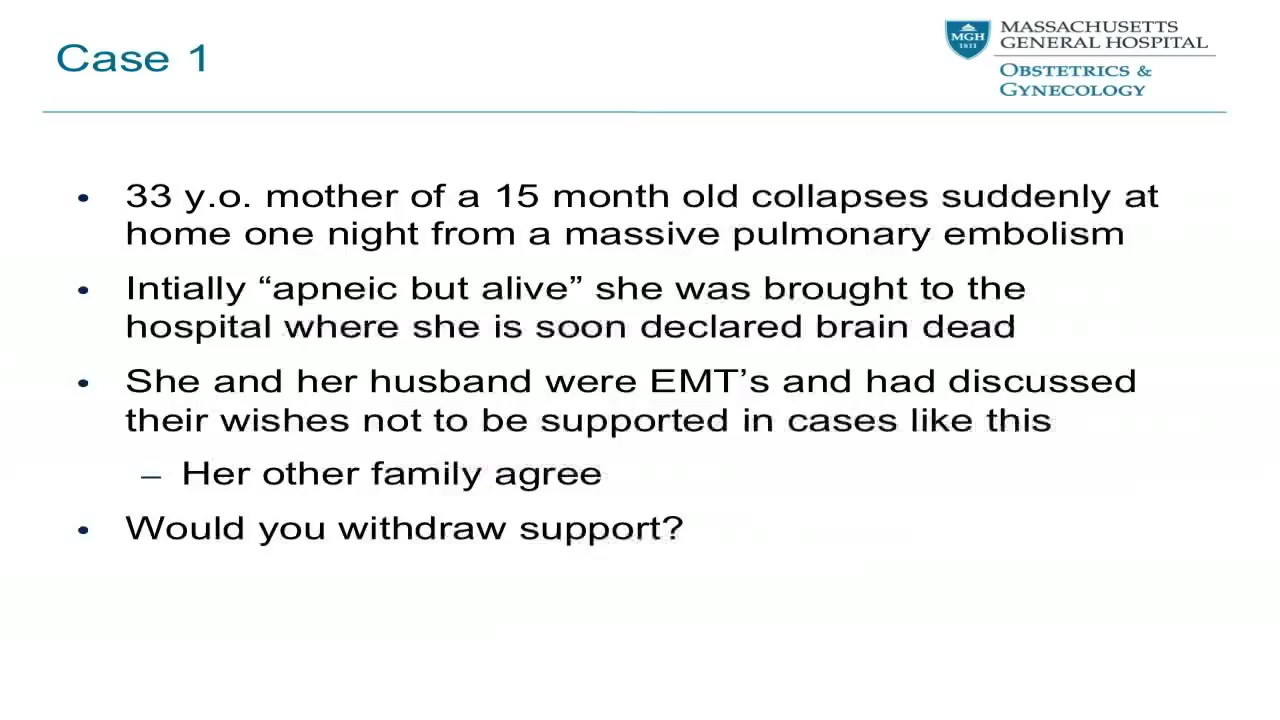 Case 1
MGH
1811
MASSACHUSETTS
GENERAL HOSPITAL
OBSTETRICS &
GYNECOLOGY
• 33 y.o. mother of a 15 month old collapses suddenly at
home one night from a massive pulmonary embolism
• Intially “apneic but alive” she was brought to the
hospital where she is soon declared brain dead
• She and her husband were EMT’s and had discussed
their wishes not to be supported in cases like this
– Her other family agree
• Would you withdraw support?